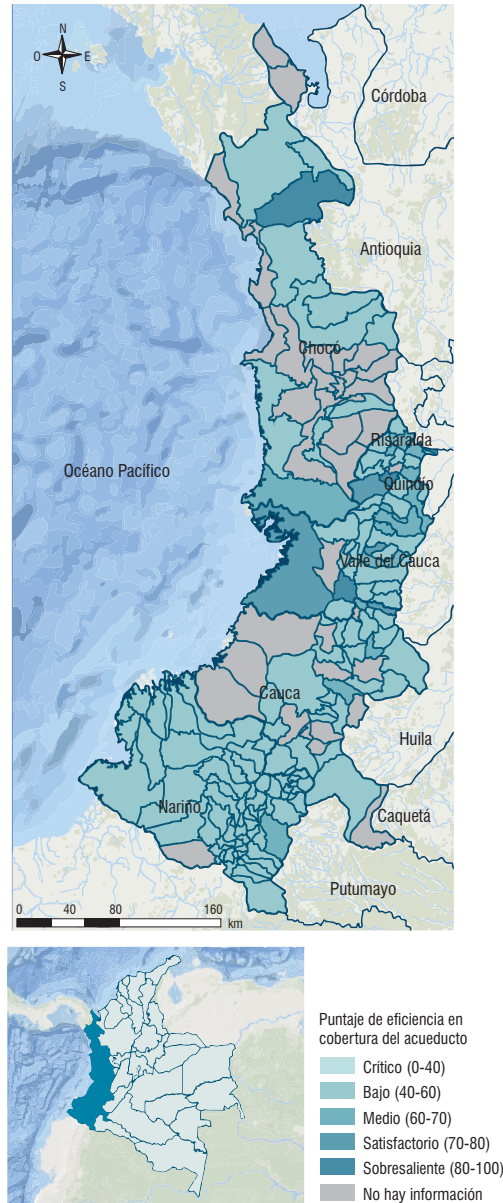 N
O
E
S
Córdoba
Antioquia
Chocó
Risaralda
Océano Pacífico
Quindío
Valle del Cauca
Cauca
Huila
Nariño
Caquetá
Putumayo
0 40 80 160
km
Puntaje de eficiencia en
cobertura del acueducto
Crítico (0-40)
Bajo (40-60)
Medio (60-70)
Satisfactorio (70-80)
Sobresaliente (80-100)
No hay información